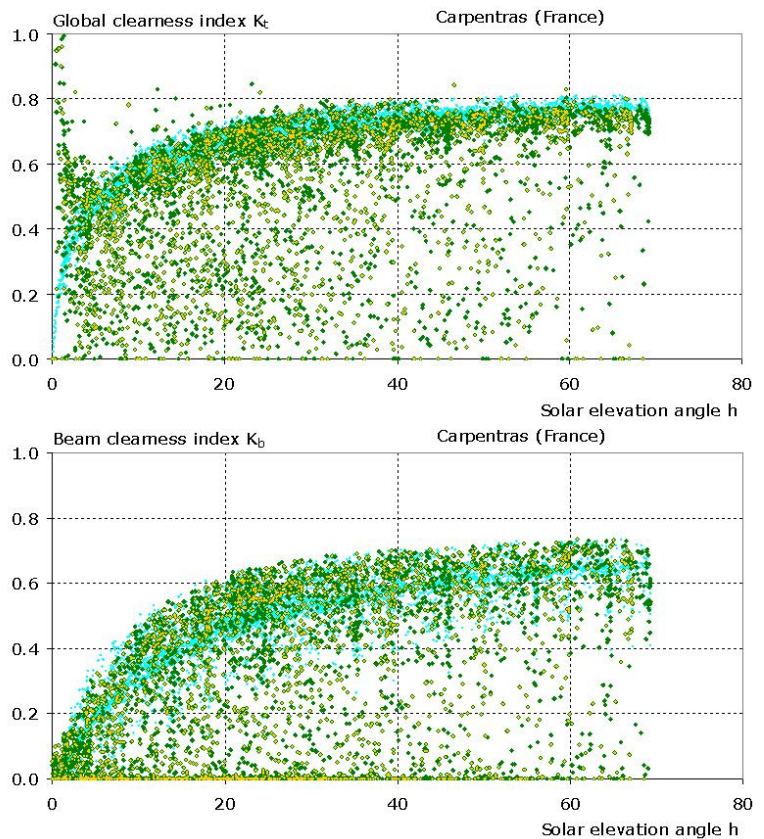 Global clearness index Kt
Carpentras (France)
1.0
0.8
0.6
0.4
0.2
0.0
0 20 40 60 80
Solar elevation angle h
Beam clearness index Kb
Carpentras (France)
1.0
0.8
0.6
0.4
0.2
0.0
0 20 40 60 80
Solar elevation angle h